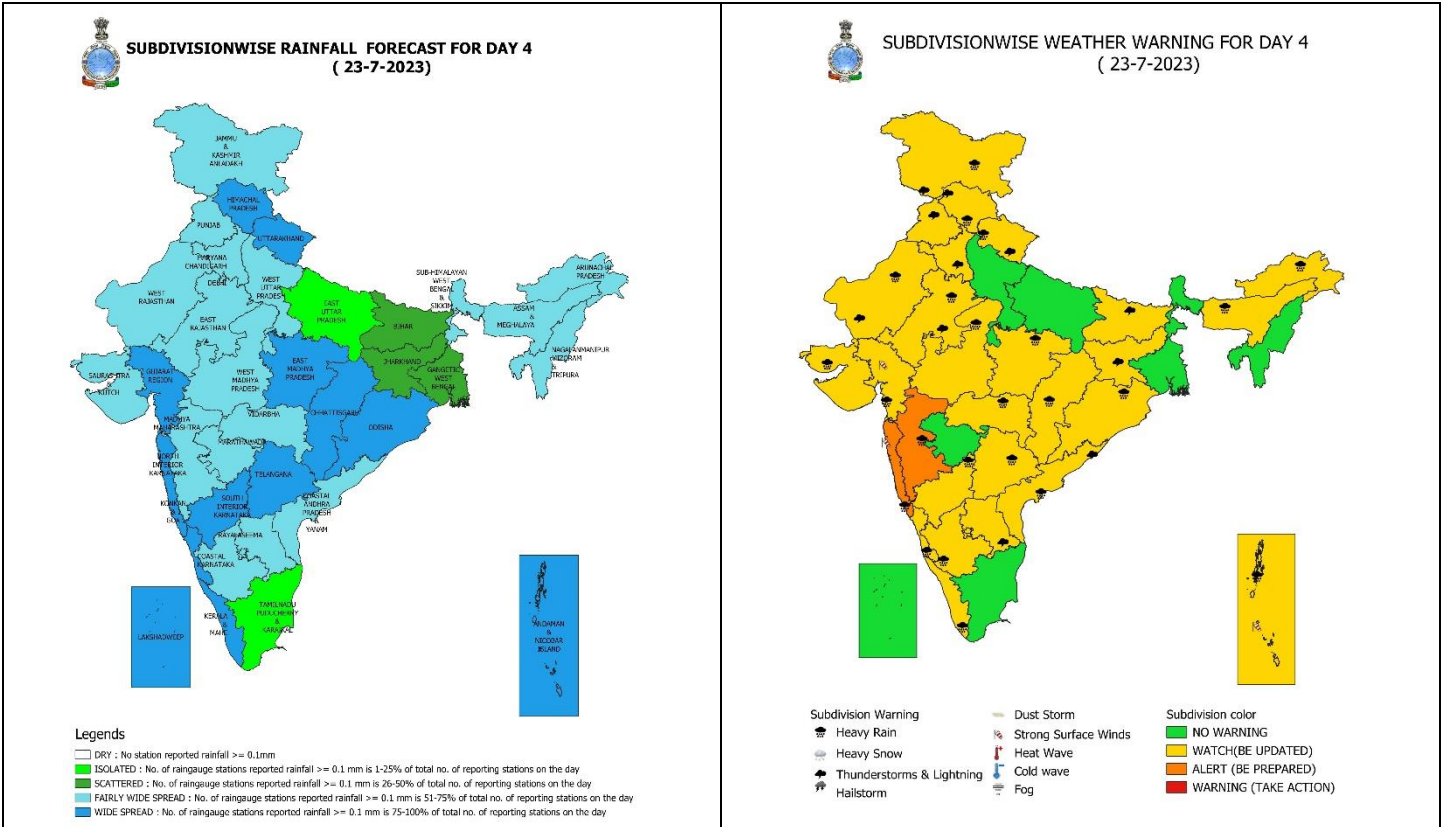 SUBDIVISIONWISE RAINFALL FORECAST FOR DAY 4
( 23-7-2023)
JAMMU
&
KASHMIR
AN LADAKH
HIMACHAL
PRADESH
PUNJAB
UTTARAKHAND
HARYANA
CHANDIGARH
&
DELHI
WEST
UTTAR
PRADESH
WEST
RAJASTHAN
EAST
RAJASTHAN
EAST
UTTAR
PRADESH
SUB-HIMALAYAN
WEST
BENGAL
&
SIKKIM
ARUNACHAL
PRADESH
ASSAM
&
MEGHALAYA
BIHAR
NAGALANMANIPUR
MIZORAM
&
TRIPURA
JHARKHAND
GANGETIC
WEST
BENGAL
SAURASHTRA
&
KUTCH
GUJARAT
REGION
WEST
MADHYA
PRADESH
EAST
MADHYA
PRADESH
CHHATTISGARH
ODISHA
VIDARBHA
MADHYA
MAHARASHTRA
MARATHAWADA
NORTH
INTERIOR
KARNATAKA
TELANGANA
KONKAN
&
GOA
SOUTH
INTERIOR
KARNATAKA
COASTAL
ANDHRA
PRADESH
&
YANAM
RAYALASEEMA
COASTAL
KARNATAKA
TAMILNADU
PUDUCHERRY
&
KARAIKAL
KERALA
&
MAHE
LAKSHADWEEP
ANDAMAN
&
NICOBAR
ISLAND
Legends
DRY : No station reported rainfall >= 0.1mm
ISOLATED : No. of raingauge stations reported rainfall >= 0.1 mm is 1-25% of total no. of reporting stations on the day
SCATTERED : No. of raingauge stations reported rainfall >= 0.1 mm is 26-50% of total no. of reporting stations on the day
FAIRLY WIDE SPREAD : No. of raingauge stations reported rainfall >= 0.1 mm is 51-75% of total no. of reporting stations on the day
WIDE SPREAD : No. of raingauge stations reported rainfall >= 0.1 mm is 75-100% of total no. of reporting stations on the day
SUBDIVISIONWISE WEATHER WARNING FOR DAY 4
( 23-7-2023)
Subdivision Warning
Heavy Rain
Heavy Snow
Thunderstorms & Lightning
Hailstorm
Dust Storm
Strong Surface Winds
Heat Wave
Cold wave
Fog
Subdivision color
NO WARNING
WATCH(BE UPDATED)
ALERT (BE PREPARED)
WARNING (TAKE ACTION)